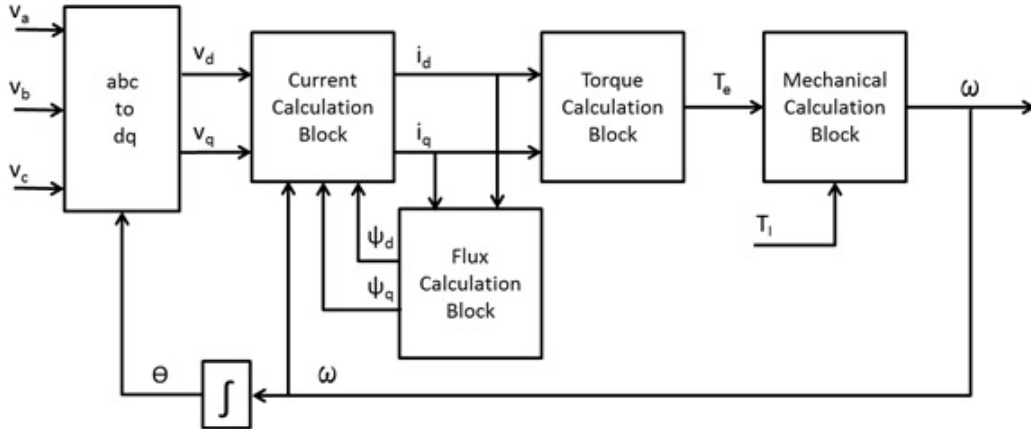 v_a
v_b
v_c
abc
to
dq
v_d
v_q
Current
Calculation
Block
i_d
i_q
Torque
Calculation
Block
T_e
Mechanical
Calculation
Block
ω
T_l
ψ_d
ψ_q
Flux
Calculation
Block
Θ
∫
ω